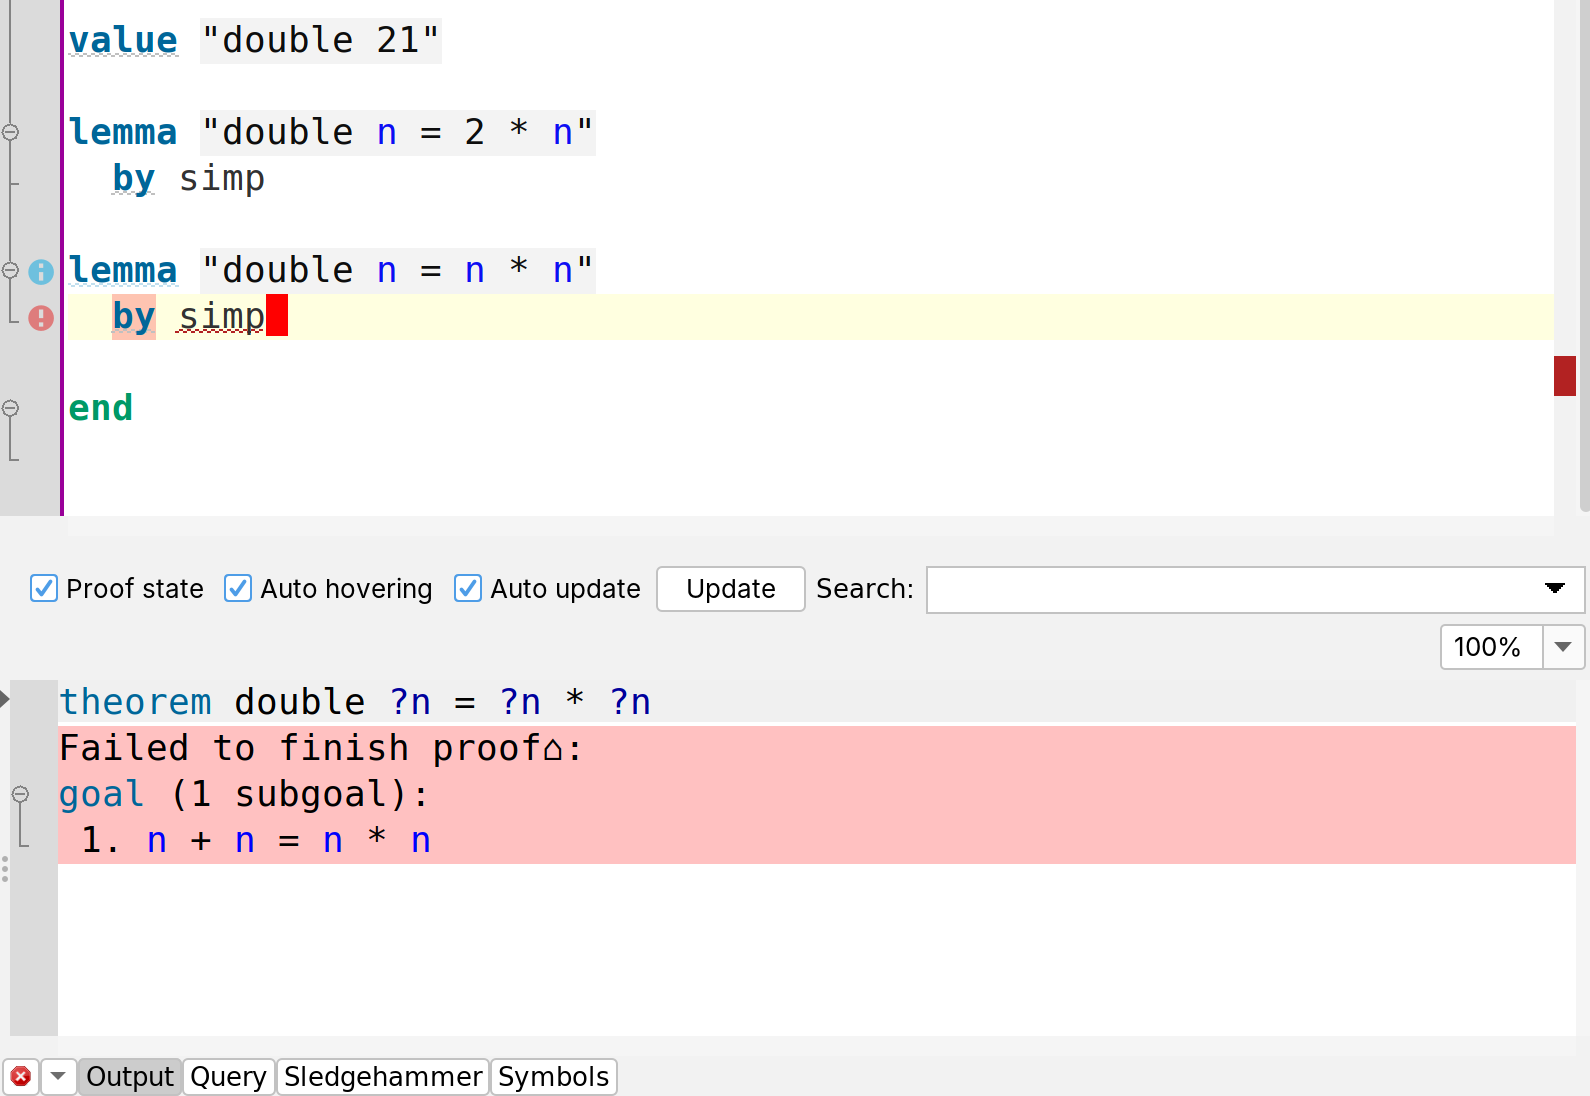 value "double 21"
lemma "double n = 2 * n"
  by simp
lemma "double n = n * n"
  by simp
end
Proof state Auto hovering Auto update Update Search:
100%
theorem double ?n = ?n * ?n
Failed to finish proof⌂:
goal (1 subgoal):
 1. n + n = n * n
Output Query Sledgehammer Symbols